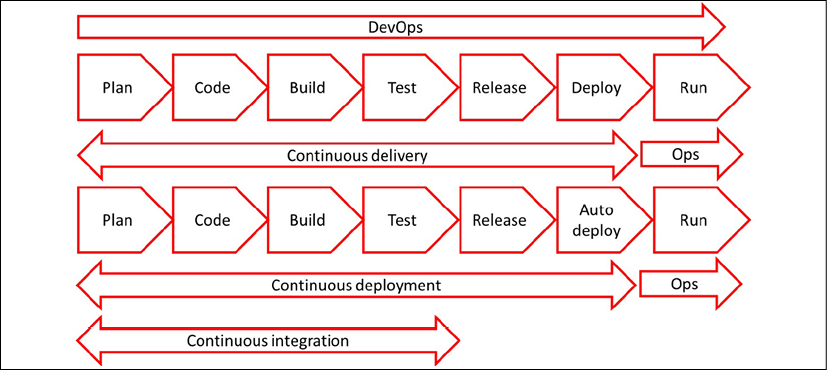 DevOps
Plan Code Build Test Release Deploy Run
Continuous delivery Ops
Plan Code Build Test Release Auto deploy Run
Continuous deployment Ops
Continuous integration